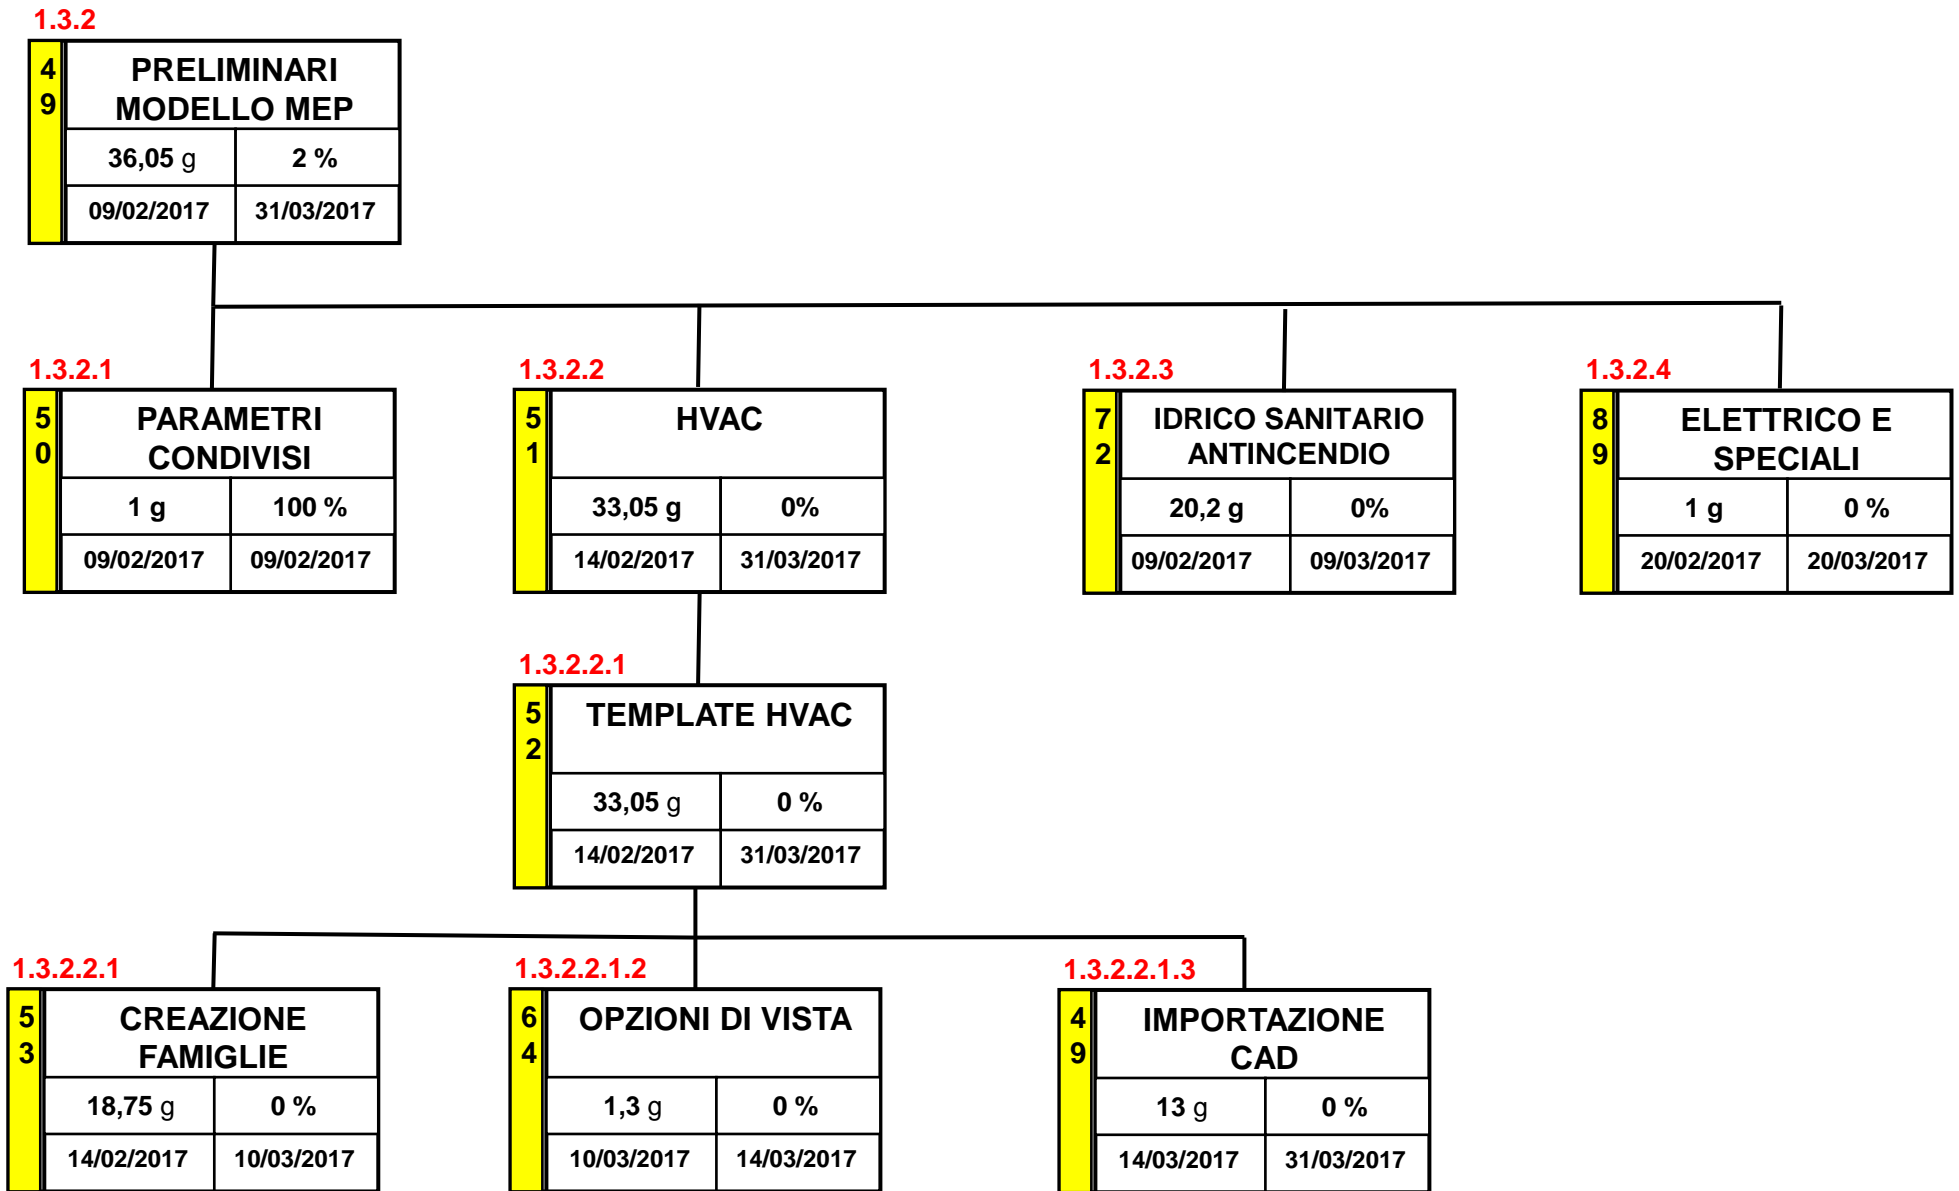 1.3.2
4
9
PRELIMINARI
MODELLO MEP
36,05 g 2 %
09/02/2017 31/03/2017
1.3.2.1
5
0
PARAMETRI
CONDIVISI
1 g 100 %
09/02/2017 09/02/2017
1.3.2.2
5
1
HVAC
33,05 g 0%
14/02/2017 31/03/2017
1.3.2.3
7
2
IDRICO SANITARIO
ANTINCENDIO
20,2 g 0%
09/02/2017 09/03/2017
1.3.2.4
8
9
ELETTRICO E
SPECIALI
1 g 0 %
20/02/2017 20/03/2017
1.3.2.2.1
5
2
TEMPLATE HVAC
33,05 g 0 %
14/02/2017 31/03/2017
1.3.2.2.1
5
3
CREAZIONE
FAMIGLIE
18,75 g 0 %
14/02/2017 10/03/2017
1.3.2.2.1.2
6
4
OPZIONI DI VISTA
1,3 g 0 %
10/03/2017 14/03/2017
1.3.2.2.1.3
4
9
IMPORTAZIONE
CAD
13 g 0 %
14/03/2017 31/03/2017